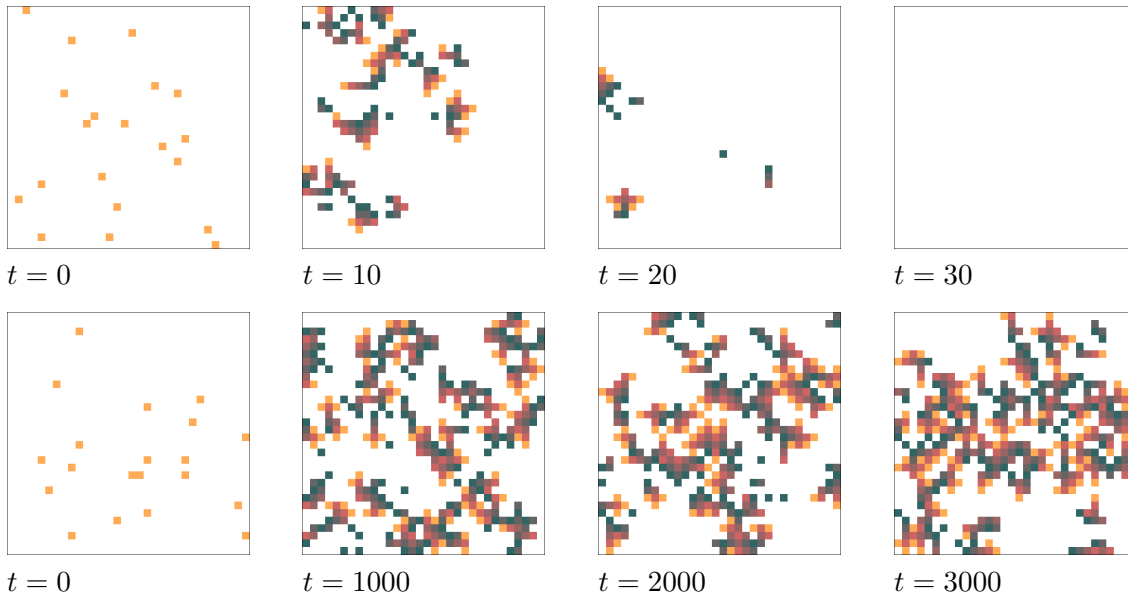 t = 0
t = 10
t = 20
t = 30
t = 0
t = 1000
t = 2000
t = 3000